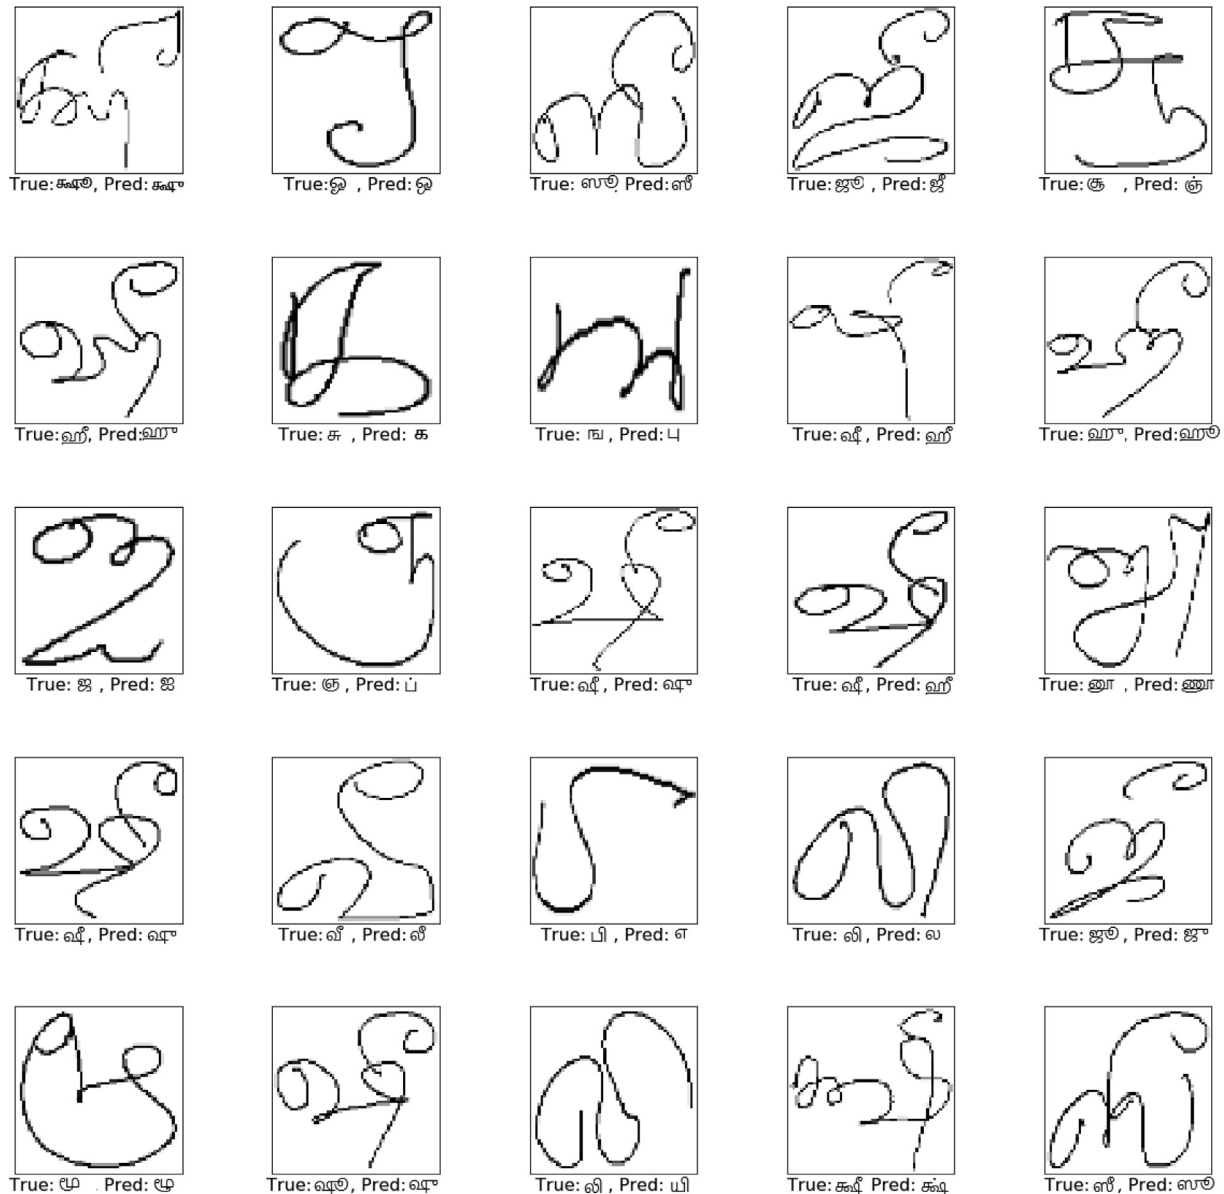 True: க்ஷூ, Pred: க்ஷு True: ஓ , Pred: ஒ True: ஸூ Pred: ஸீ True: ஜூ , Pred: ஜீ True: சூ , Pred: ஞ்
True: ஹீ, Pred: ஹு True: சு , Pred: க True: ங , Pred: பு True: ஷீ , Pred: ஹீ True: ஹு, Pred: ஹூ
True: ஜ , Pred: ஐ True: ஞ , Pred: ப் True: ஷீ , Pred: ஷு True: ஷீ , Pred: ஹீ True: னூ , Pred: ணூ
True: ஷீ , Pred: ஷு True: வீ , Pred: லீ True: பி , Pred: எ True: லி, Pred: ல True: ஜூ , Pred: ஜு
True: மூ , Pred: மூ True: ஷூ, Pred: ஷு True: லி , Pred: யி True: க்ஷீ Pred: க்ஷ் True: ஸீ, Pred: ஸூ